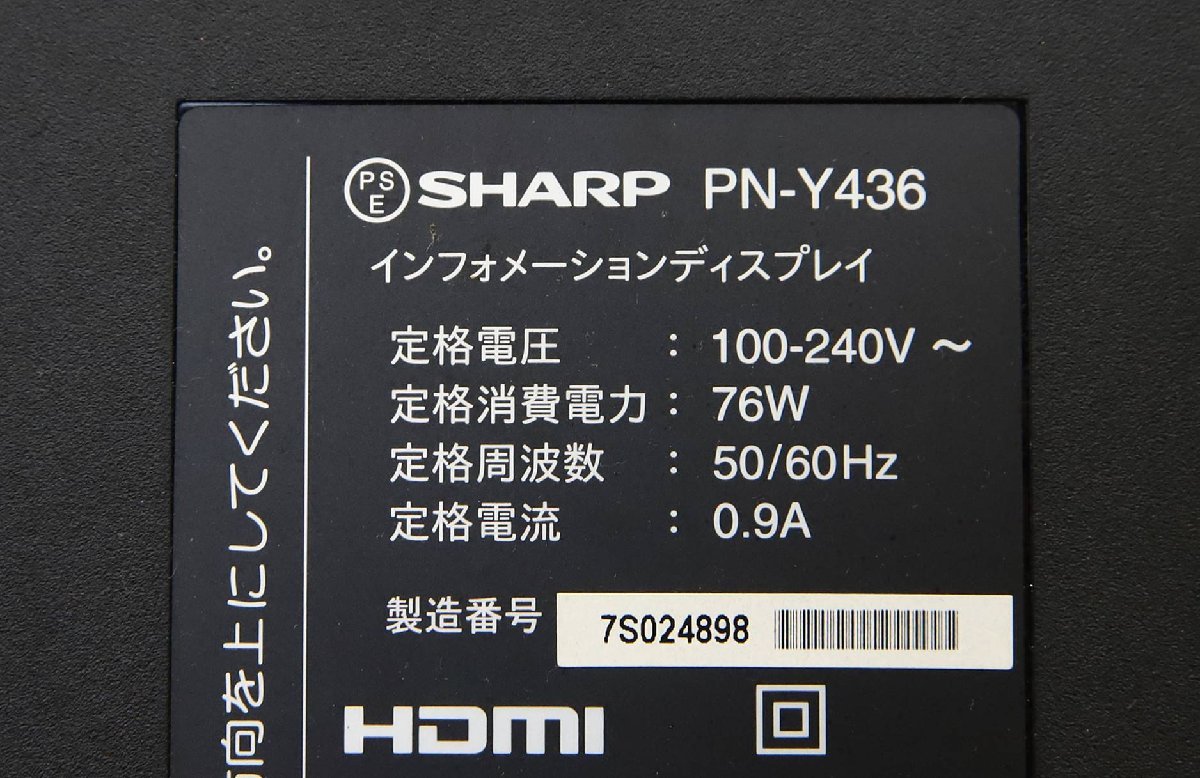 PS
E
SHARP PN-Y436
インフォメーションディスプレイ
定格電圧 : 100-240V ～
定格消費電力 : 76W
定格周波数 : 50/60Hz
定格電流 : 0.9A
製造番号 7S024898
HDMI
向を上にしてください。